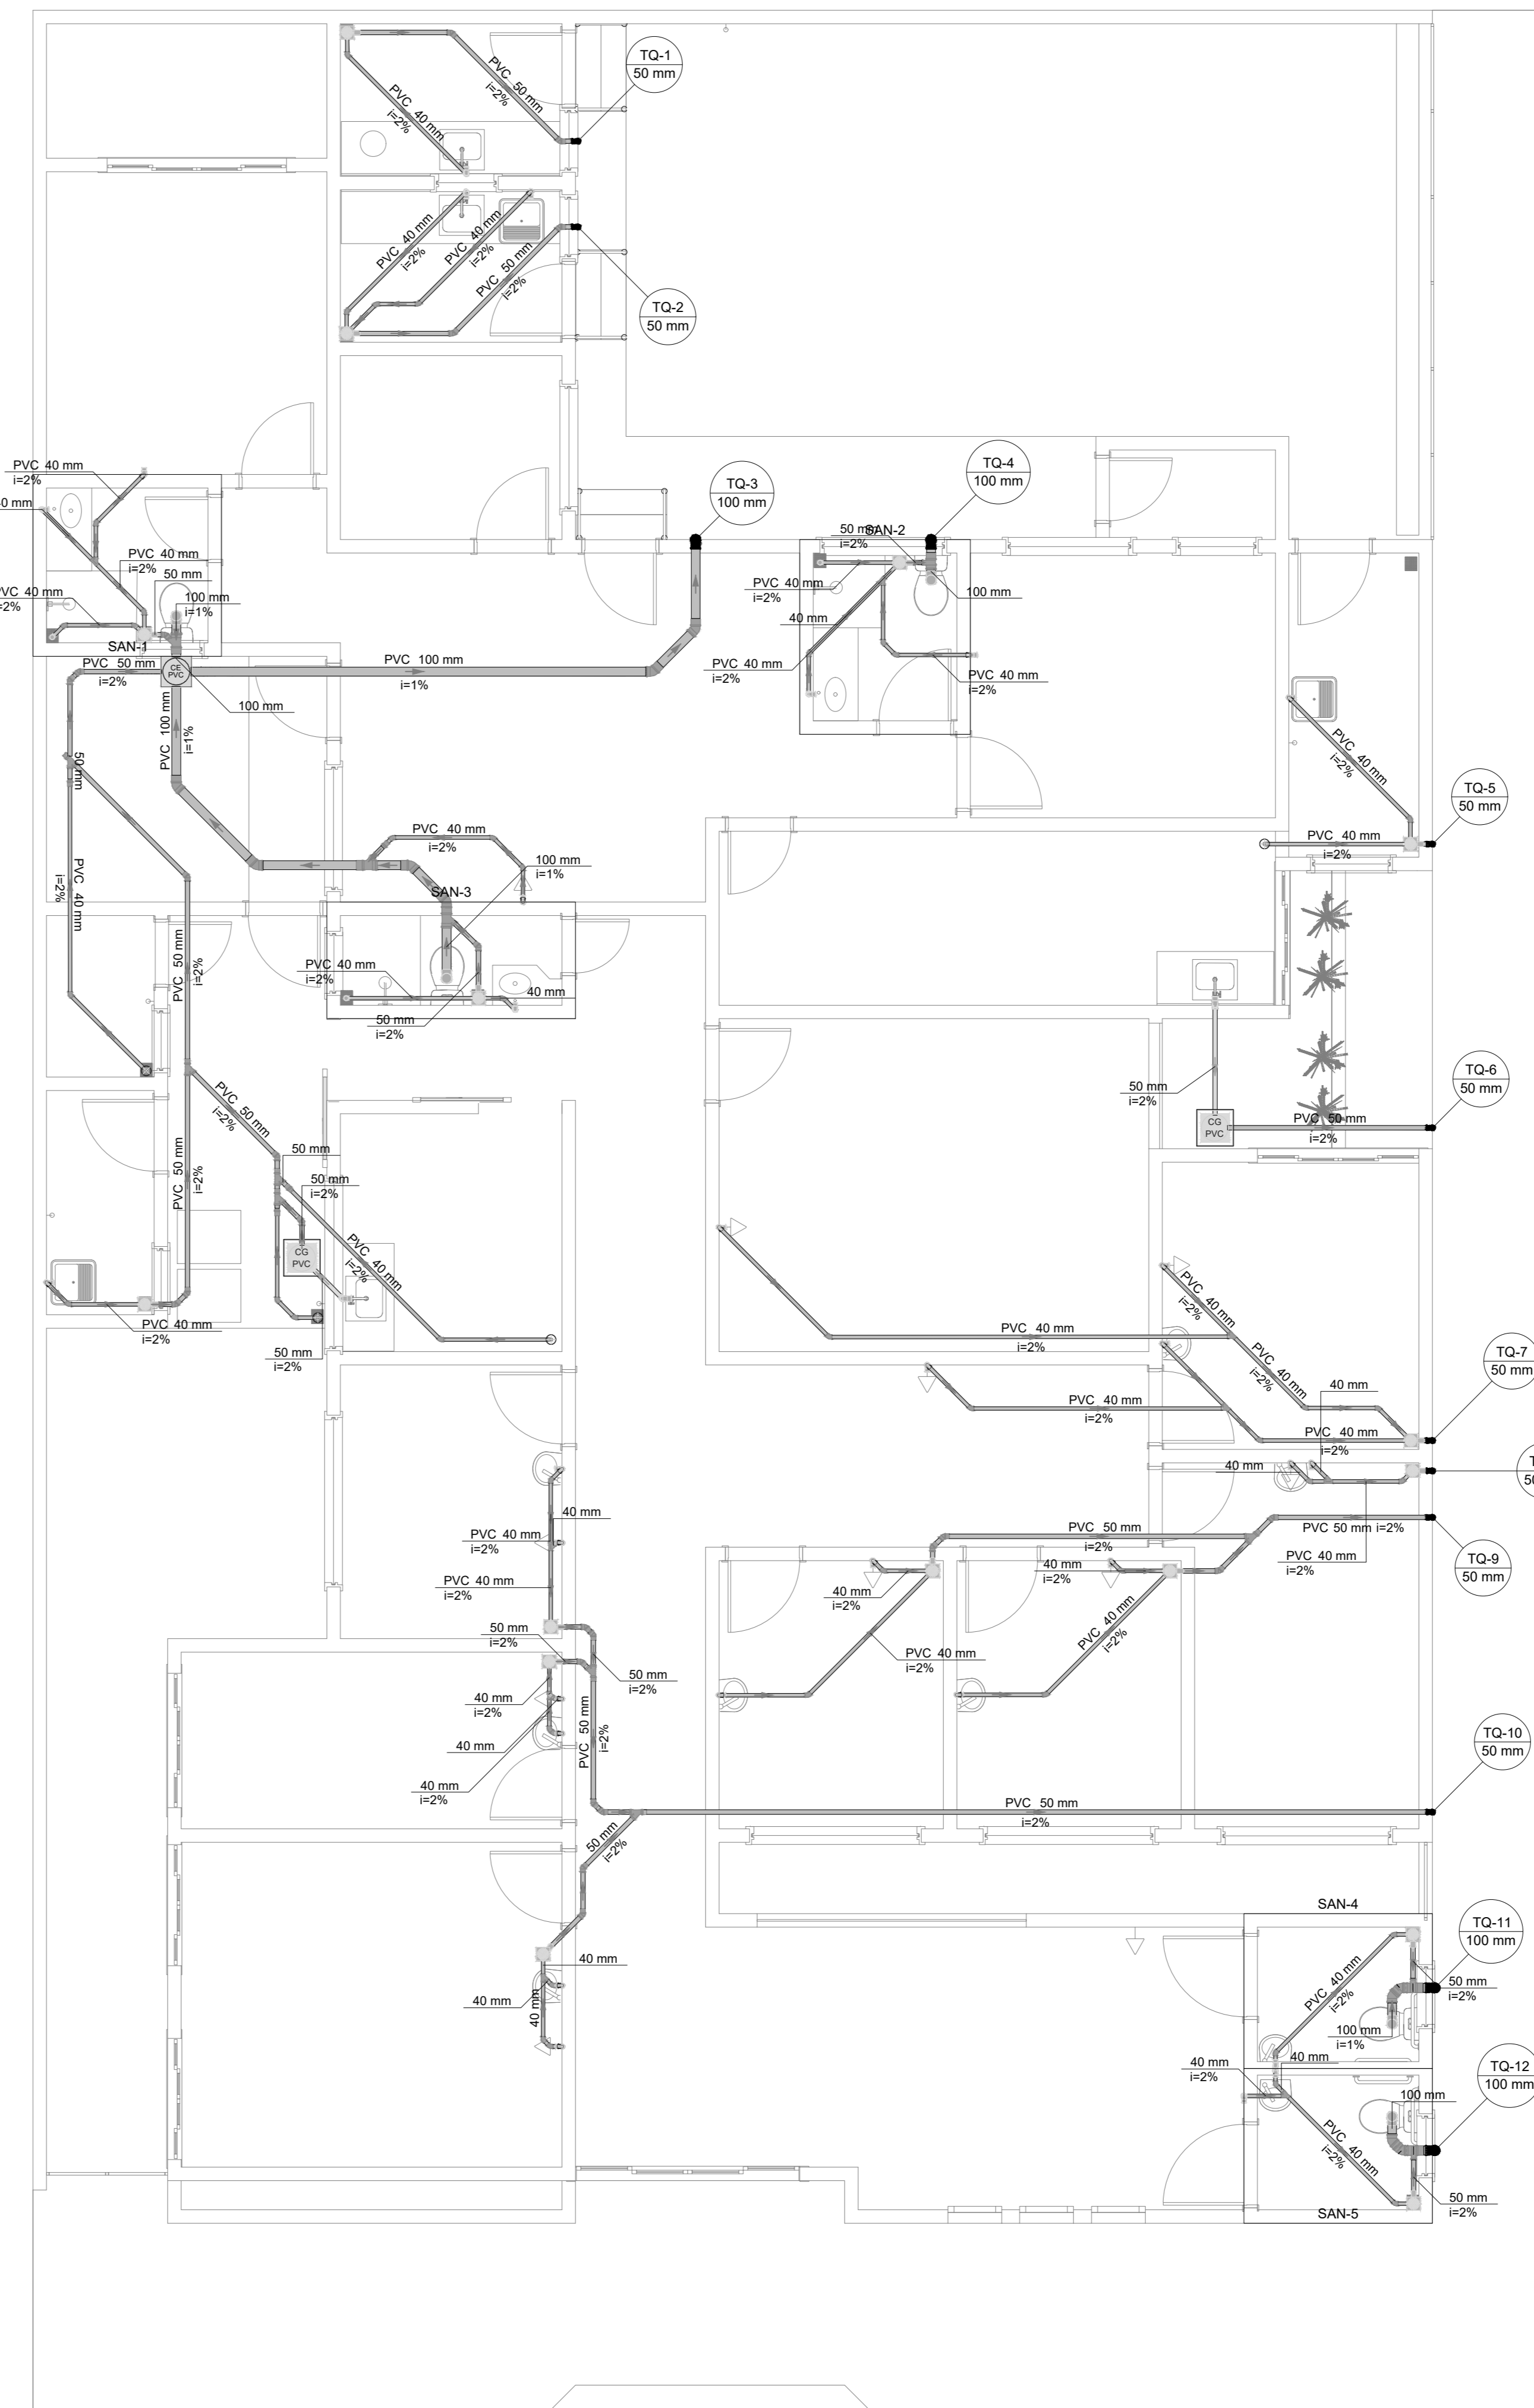 TQ-1
50 mm
PVC 50 mm
i=2%
PVC 40 mm
i=2%
PVC 40 mm
i=2%
PVC 40 mm
i=2%
PVC 50 mm
i=2%
TQ-2
50 mm
PVC 40 mm
i=2%
0 mm
PVC 40 mm
i=2%
50 mm
PVC 40 mm
=2%
100 mm
i=1%
SAN-1
PVC 50 mm
i=2%
CE
PVC
PVC 100 mm
i=1%
100 mm
PVC 100 mm
i=1%
TQ-3
100 mm
TQ-4
100 mm
50 mm
i=2%
SAN-2
PVC 40 mm
i=2%
100 mm
40 mm
PVC 40 mm
i=2%
PVC 40 mm
i=2%
PVC 40 mm
i=2%
TQ-5
50 mm
PVC 40 mm
i=2%
50 mm
PVC 40 mm
i=2%
PVC 40 mm
i=2%
100 mm
i=1%
SAN-3
PVC 40 mm
i=2%
40 mm
50 mm
i=2%
PVC 50 mm
i=2%
50 mm
i=2%
CG
PVC
PVC 50 mm
i=2%
TQ-6
50 mm
PVC 50 mm
i=2%
PVC 50 mm
i=2%
50 mm
50 mm
i=2%
CG
PVC
PVC 40 mm
i=2%
PVC 40 mm
i=2%
50 mm
i=2%
PVC 40 mm
i=2%
PVC 40 mm
i=2%
PVC 40 mm
i=2%
TQ-7
50 mm
40 mm
PVC 40 mm
i=2%
PVC 40 mm
i=2%
40 mm
T
50
PVC 50 mm
i=2%
PVC 50 mm i=2%
PVC 40 mm
i=2%
TQ-9
50 mm
40 mm
PVC 40 mm
i=2%
PVC 40 mm
i=2%
40 mm
i=2%
40 mm
i=2%
PVC 40 mm
i=2%
PVC 40 mm
i=2%
50 mm
i=2%
50 mm
i=2%
40 mm
i=2%
40 mm
40 mm
i=2%
PVC 50 mm
i=2%
TQ-10
50 mm
PVC 50 mm
i=2%
50 mm
i=2%
40 mm
40 mm
40 mm
SAN-4
TQ-11
100 mm
PVC 40 mm
i=2%
50 mm
i=2%
100 mm
i=1%
40 mm
40 mm
i=2%
TQ-12
100 mm
100 mm
PVC 40 mm
i=2%
50 mm
i=2%
SAN-5